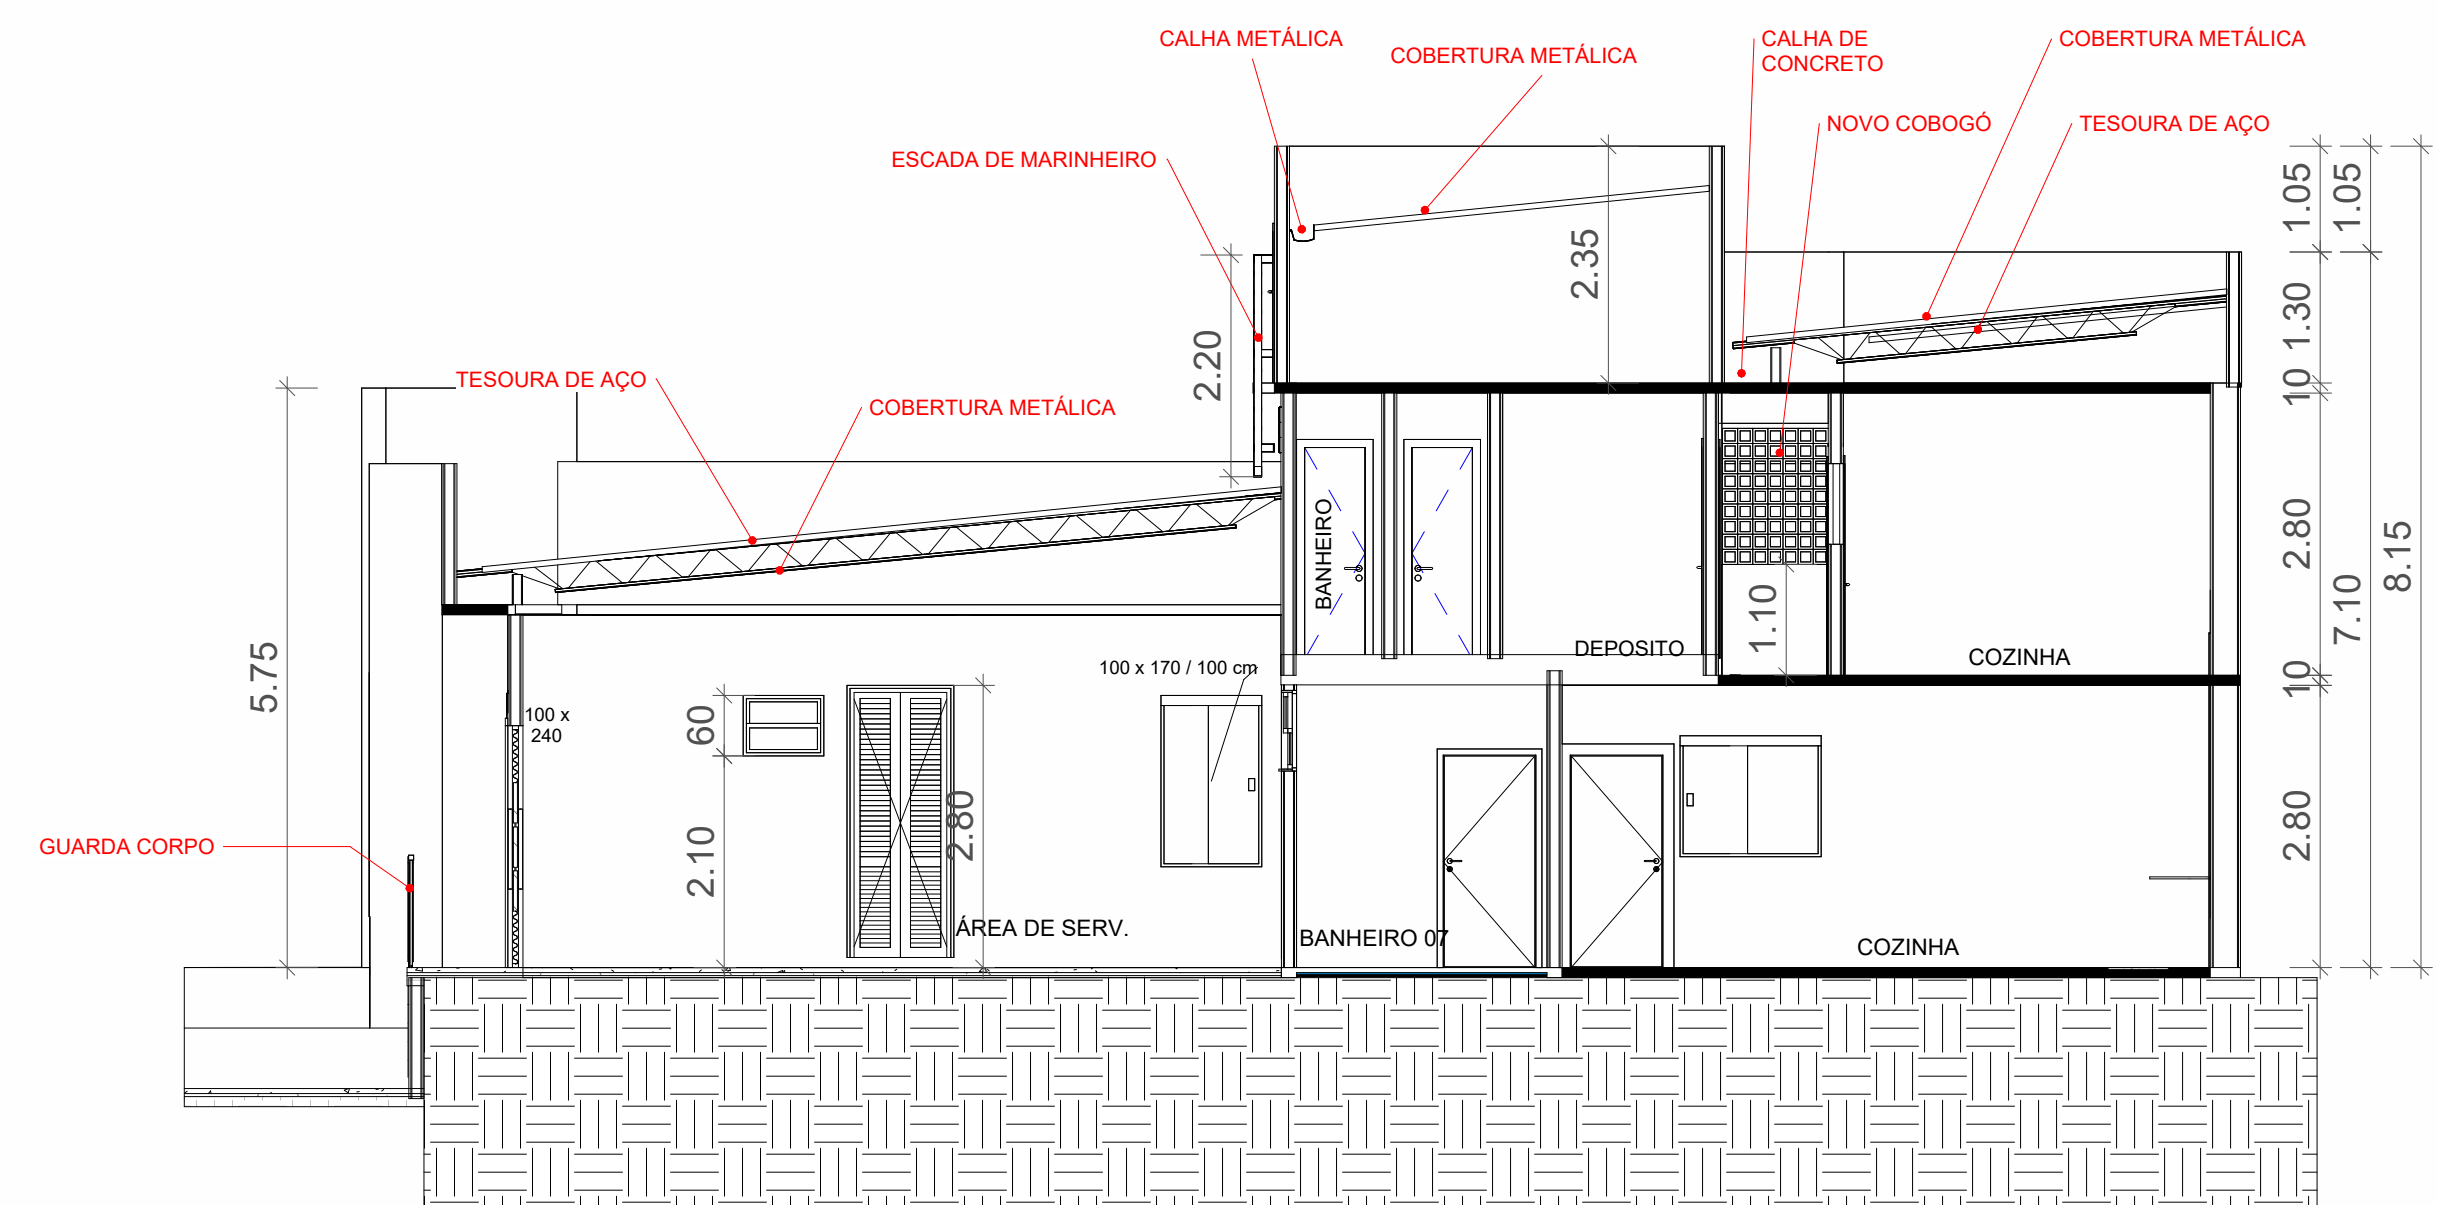 CALHA METÁLICA
COBERTURA METÁLICA
CALHA DE
CONCRETO
COBERTURA METÁLICA
NOVO COBOGÓ
TESOURA DE AÇO
ESCADA DE MARINHEIRO
1.05
1.05
2.35
1.30
2.20
10
TESOURA DE AÇO
COBERTURA METÁLICA
BANHEIRO
2.80
8.15
7.10
1.10
5.75
DEPOSITO
COZINHA
100 x 170 / 100 cm
10
100 x
240
60
2.10
2.80
2.80
GUARDA CORPO
ÁREA DE SERV.
BANHEIRO 07
COZINHA